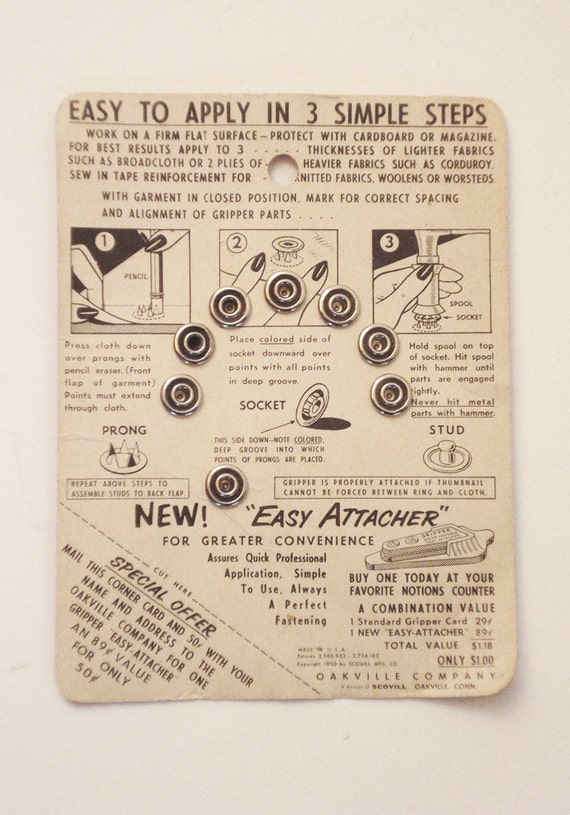 EASY TO APPLY IN 3 SIMPLE STEPS
WORK ON A FIRM FLAT SURFACE — PROTECT WITH CARDBOARD OR MAGAZINE.
FOR BEST RESULTS APPLY TO 3 - - - - - THICKNESSES OF LIGHTER FABRICS
SUCH AS BROADCLOTH OR 2 PLIES OF - HEAVIER FABRICS SUCH AS CORDUROY.
SEW IN TAPE REINFORCEMENT FOR - KNITTED FABRICS, WOOLENS OR WORSTEDS.
WITH GARMENT IN CLOSED POSITION, MARK FOR CORRECT SPACING
AND ALIGNMENT OF GRIPPER PARTS . . . .
1
PENCIL
Press cloth down
over prongs with
pencil eraser. (Front
flap of garment)
Points must extend
through cloth.
2
Place colored side of
socket downward over
points with all points
in deep groove.
3
SPOOL
SOCKET
Hold spool on top
of socket. Hit spool
with hammer until
parts are engaged
tightly.
Never hit metal
parts with hammer.
PRONG
REPEAT ABOVE STEPS TO
ASSEMBLE STUDS TO BACK FLAP.
SOCKET
THIS SIDE DOWN—NOTE COLORED,
DEEP GROOVE INTO WHICH
POINTS OF PRONGS ARE PLACED.
STUD
GRIPPER IS PROPERLY ATTACHED IF THUMBNAIL
CANNOT BE FORCED BETWEEN RING AND CLOTH.
NEW! "EASY ATTACHER"
FOR GREATER CONVENIENCE
Assures Quick Professional
Application, Simple
To Use, Always
A Perfect
Fastening
GRIPPER
BUY ONE TODAY AT YOUR
FAVORITE NOTIONS COUNTER
A COMBINATION VALUE
1 Standard Gripper Card 29¢
1 NEW "EASY-ATTACHER" 89¢
TOTAL VALUE $1.18
ONLY $1.00
CUT HERE
SPECIAL OFFER
MAIL THIS CORNER CARD AND 50¢ WITH YOUR
NAME AND ADDRESS TO THE
OAKVILLE COMPANY FOR ONE
GRIPPER "EASY ATTACHER"
AN 89¢ VALUE
FOR ONLY
50¢
MADE IN U.S.A.
Copyright 1950 by SCOVILL MFG. CO.
OAKVILLE COMPANY
A division of SCOVILL OAKVILLE, CONN.